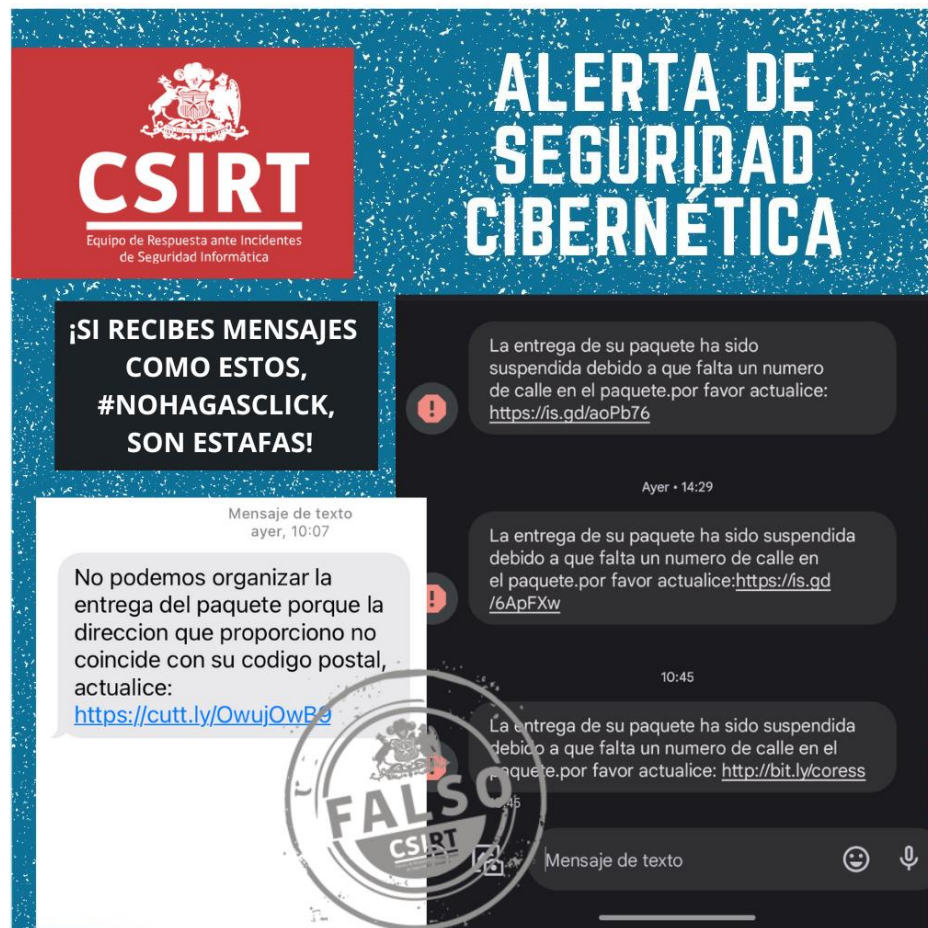 CSIRT
Equipo de Respuesta ante Incidentes
de Seguridad Informática
ALERTA DE
SEGURIDAD
CIBERNÉTICA
¡SI RECIBES MENSAJES
COMO ESTOS,
#NOHAGASCLICK,
SON ESTAFAS!
Mensaje de texto
ayer, 10:07
No podemos organizar la
entrega del paquete porque la
direccion que proporciono no
coincide con su codigo postal,
actualice:
https://cutt.ly/OwujOwB9
La entrega de su paquete ha sido
suspendida debido a que falta un numero
de calle en el paquete.por favor actualice:
https://is.gd/aoPb76
Ayer • 14:29
La entrega de su paquete ha sido suspendida
debido a que falta un numero de calle en
el paquete.por favor actualice:https://is.gd
/6ApFXw
10:45
La entrega de su paquete ha sido suspendida
debido a que falta un numero de calle en el
paquete.por favor actualice: http://bit.ly/coress
Mensaje de texto
FALSO
CSIRT